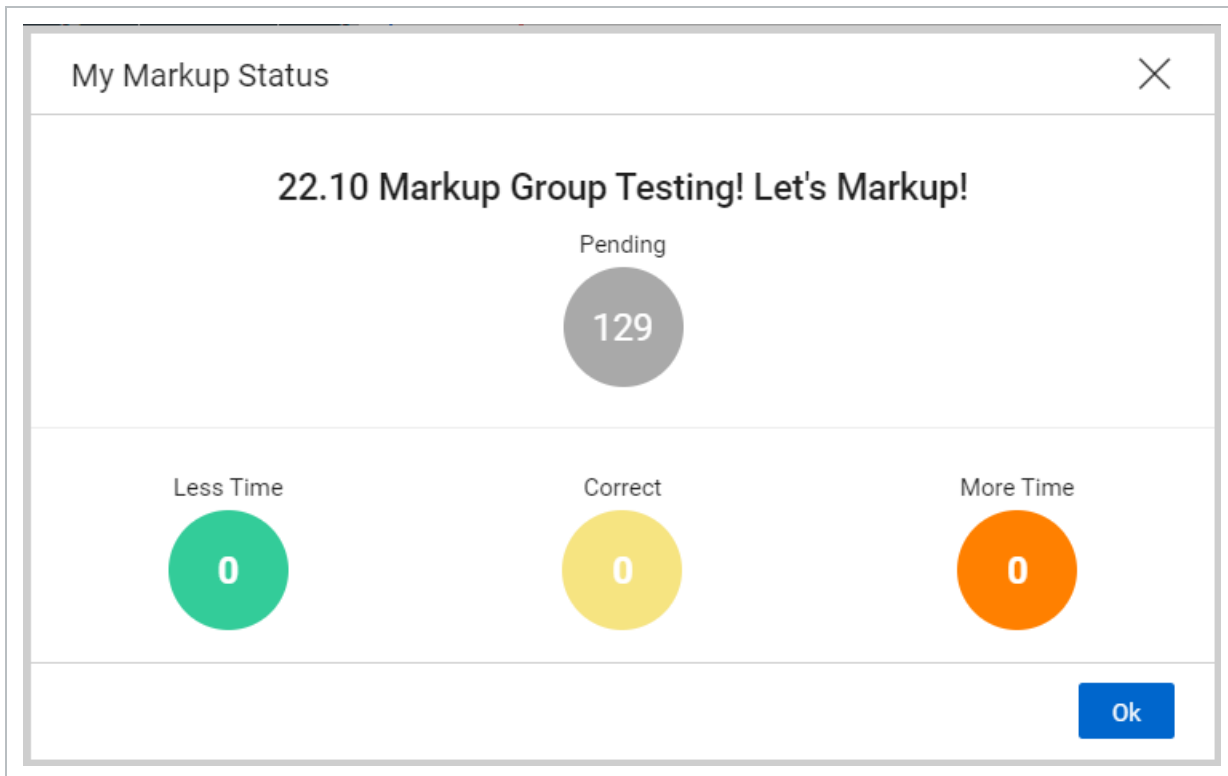 My Markup Status
22.10 Markup Group Testing! Let's Markup!
Pending
129
Less Time
Correct
More Time
0
0
0
Ok